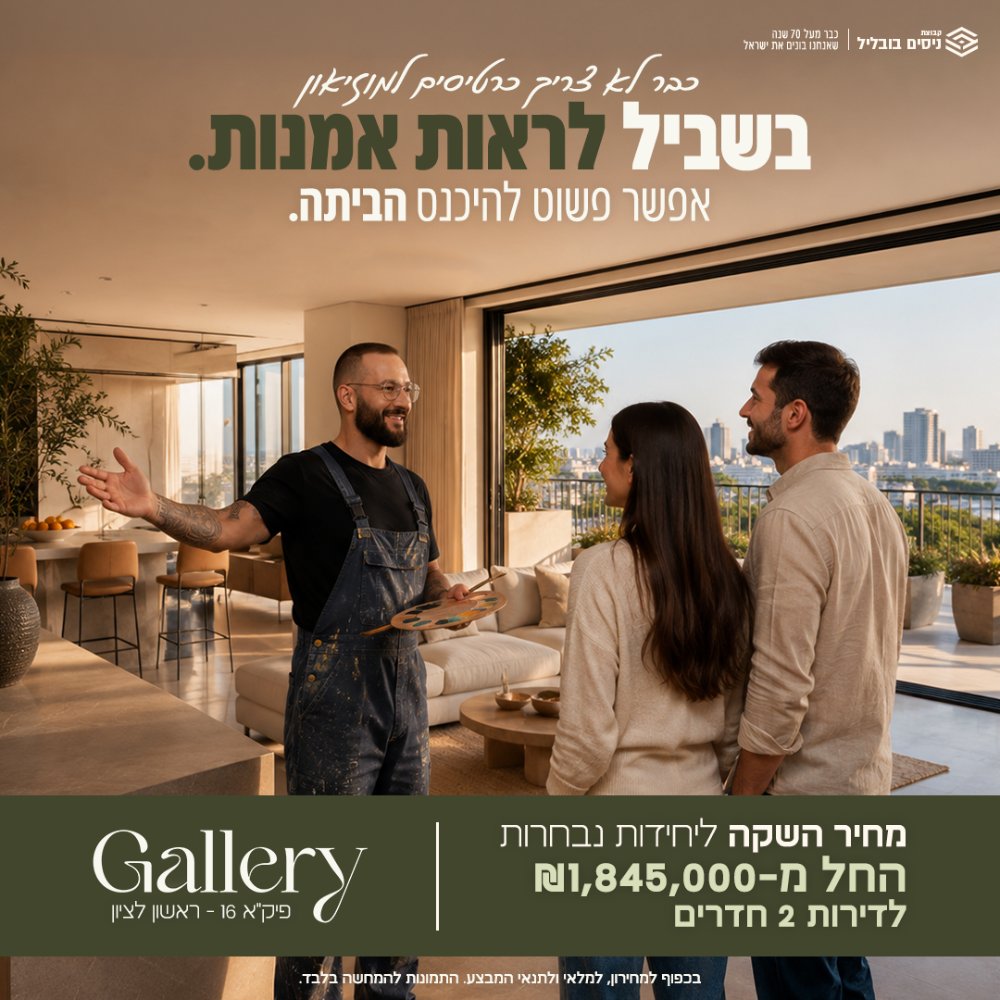 קבוצת
ניסים בובליל
כבר מעל 70 שנה
שאנחנו בונים את ישראל
כבר לא צריך כרטיסים למוזיאון
בשביל לראות אמנות.
אפשר פשוט להיכנס הביתה.
מחיר השקה ליחידות נבחרות
החל מ-1,845,000₪
לדירות 2 חדרים
Gallery
פיק"א 16 - ראשון לציון
בכפוף למחירון, למלאי ולתנאי המבצע. התמונות להמחשה בלבד.